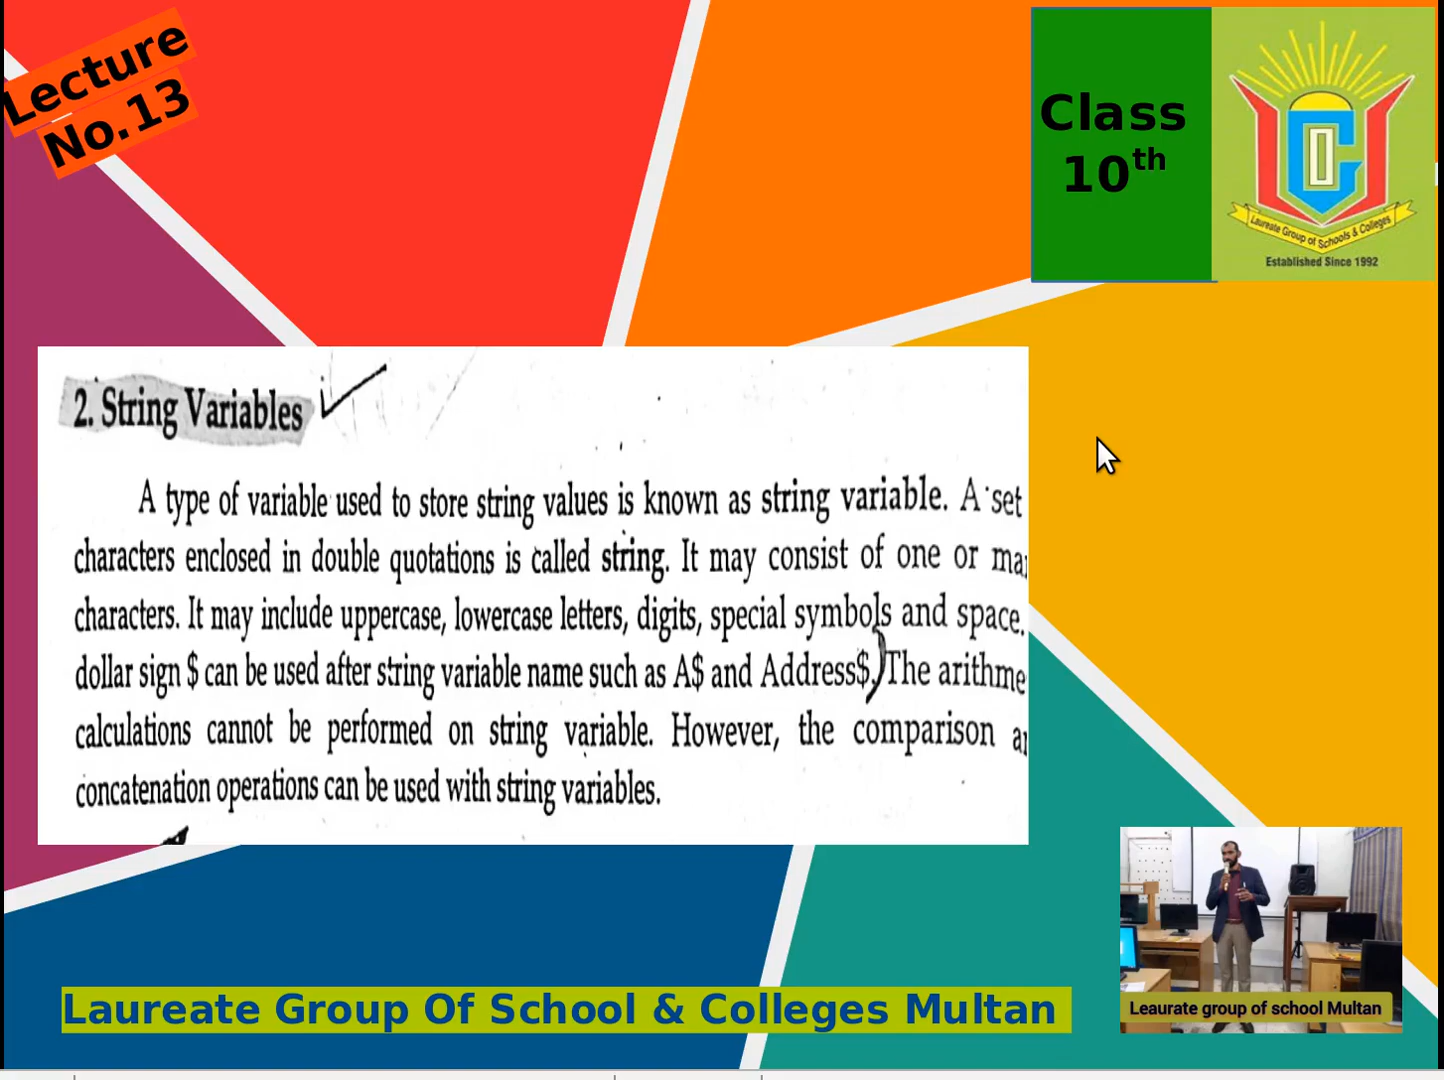 Lecture
No.13
Class
10th
Laureate Group of Schools & Colleges
Established Since 1992
2. String Variables
A type of variable used to store string values is known as string variable. A set
characters enclosed in double quotations is called string. It may consist of one or
characters. It may include uppercase, lowercase letters, digits, special symbols and space.
dollar sign $ can be used after string variable name such as A$ and Address$.) The arithme
calculations cannot be performed on string variable. However, the comparison
concatenation operations can be used with string variables.
Laureate Group Of School & Colleges Multan
Leaurate group of school Multan